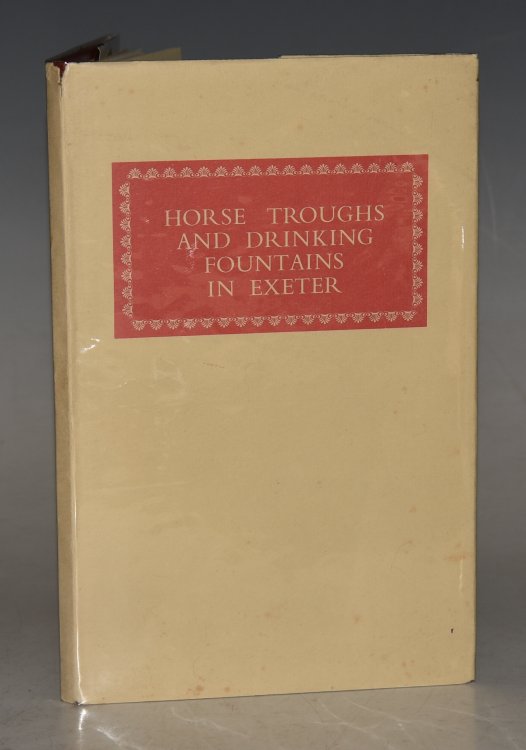 HORSE TROUGHS
AND DRINKING
FOUNTAINS
IN EXETER